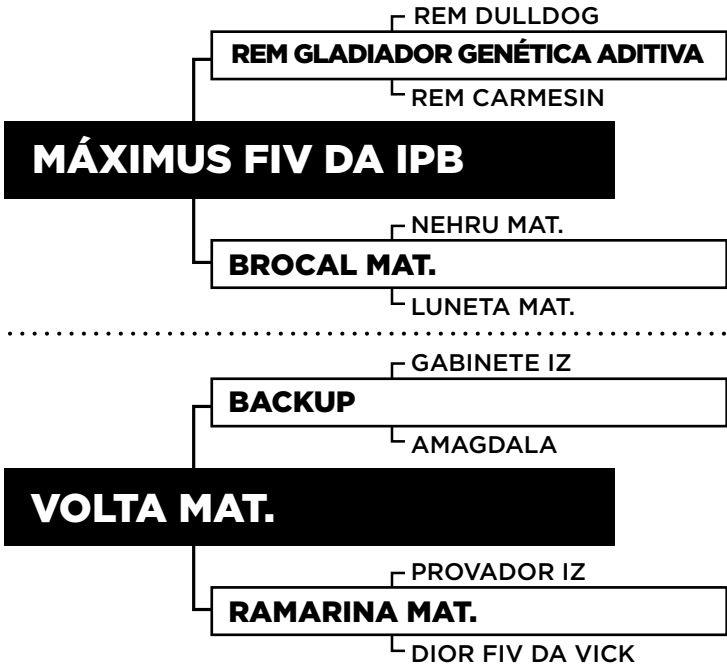 REM DULLDOG
REM GLADIADOR GENÉTICA ADITIVA
REM CARMESIN
MÁXIMUS FIV DA IPB
NEHRU MAT.
BROCAL MAT.
LUNETA MAT.
GABINETE IZ
BACKUP
AMAGDALA
VOLTA MAT.
PROVADOR IZ
RAMARINA MAT.
DIOR FIV DA VICK